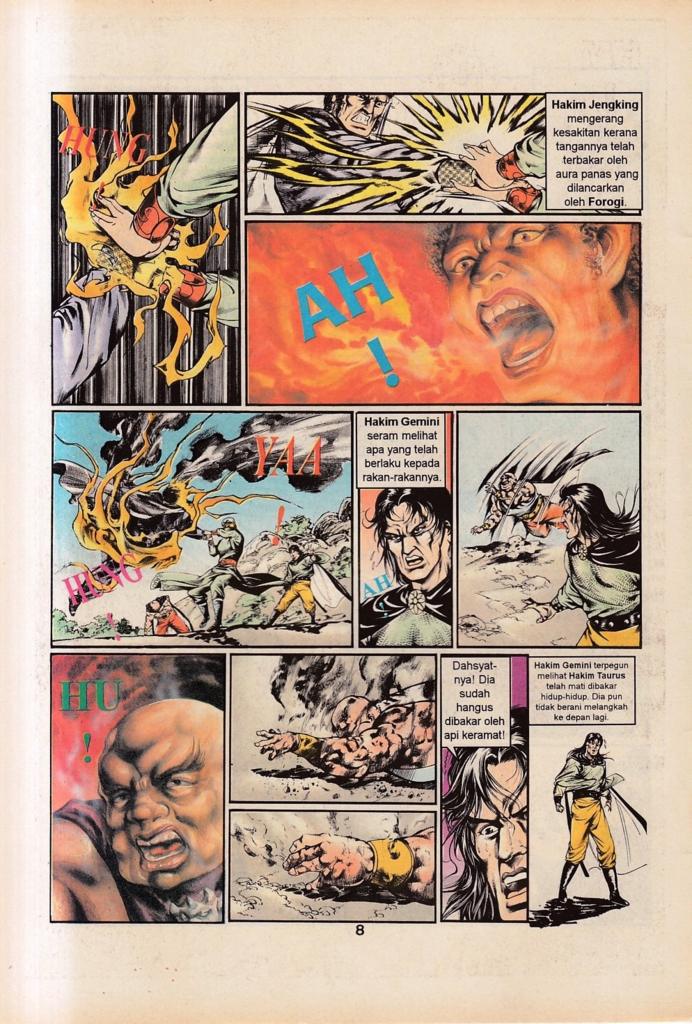 HUNG
Hakim Jengking
mengerang
kesakitan kerana
tangannya telah
terbakar oleh
aura panas yang
dilancarkan
oleh Forogi.
AH
!
YAA
!
HUNG
!
Hakim Gemini
seram melihat
apa yang telah
berlaku kepada
rakan-rakannya.
AH
!
HU
!
Dahsyat-
nya! Dia
sudah
hangus
dibakar oleh
api keramat!
Hakim Gemini terpegun
melihat Hakim Taurus
telah mati dibakar
hidup-hidup. Dia pun
tidak berani melangkah
ke depan lagi.
8